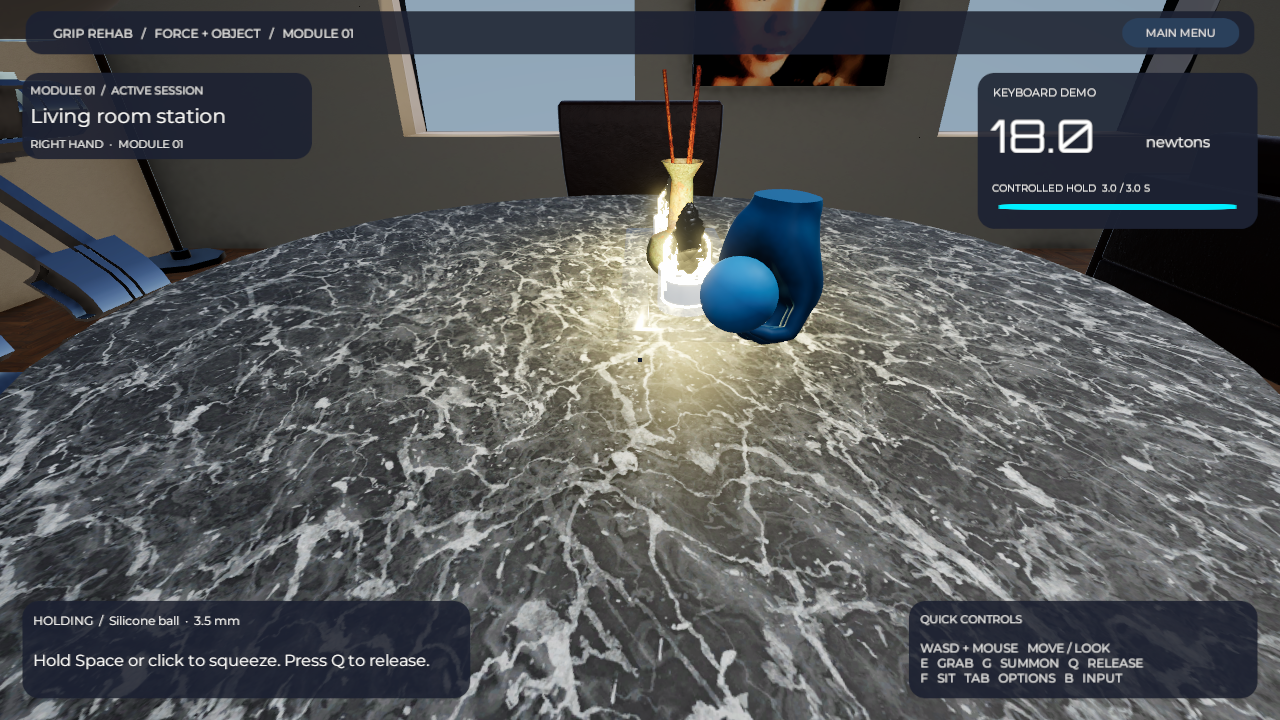 GRIP REHAB / FORCE + OBJECT / MODULE 01
MAIN MENU
MODULE 01 / ACTIVE SESSION
Living room station
RIGHT HAND · MODULE 01
KEYBOARD DEMO
18.0 newtons
CONTROLLED HOLD 3.0 / 3.0 S
HOLDING / Silicone ball · 3.5 mm
Hold Space or click to squeeze. Press Q to release.
QUICK CONTROLS
WASD + MOUSE MOVE / LOOK
E GRAB G SUMMON Q RELEASE
F SIT TAB OPTIONS B INPUT